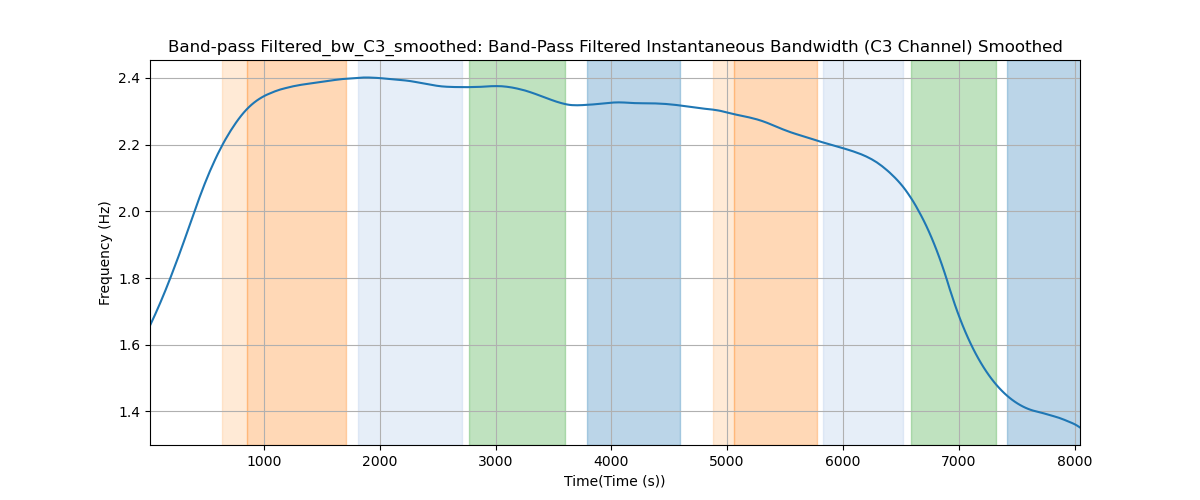 Band-pass Filtered_bw_C3_smoothed: Band-Pass Filtered Instantaneous Bandwidth (C3 Channel) Smoothed
Frequency (Hz)
2.4
2.2
2.0
1.8
1.6
1.4
1000 2000 3000 4000 5000 6000 7000 8000
Time(Time (s))